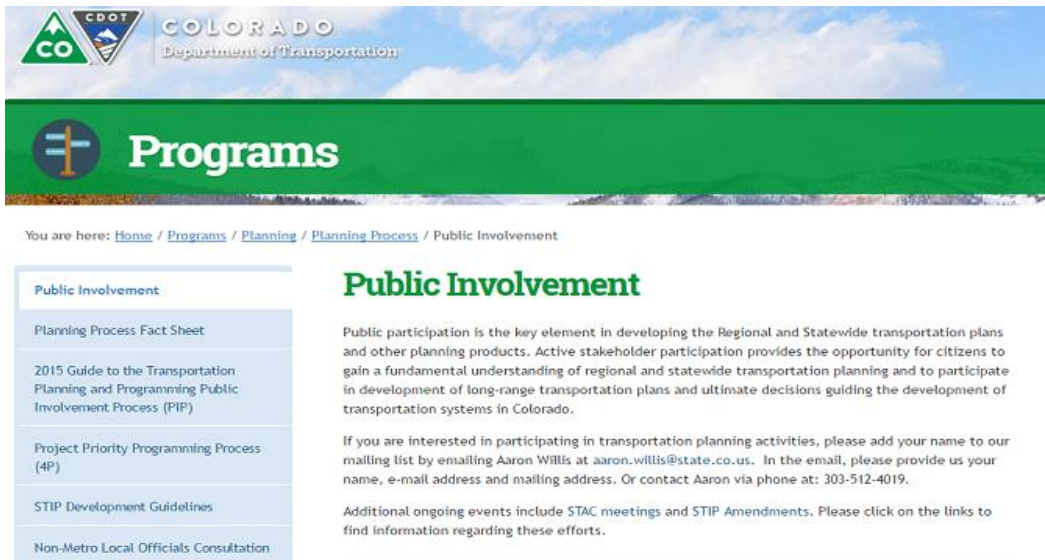 CDOT
CO
COLORADO
Department of Transportation
Programs
You are here: Home / Programs / Planning / Planning Process / Public Involvement
Public Involvement
Planning Process Fact Sheet
2015 Guide to the Transportation
Planning and Programming Public
Involvement Process (PIP)
Project Priority Programming Process
(4P)
STIP Development Guidelines
Non-Metro Local Officials Consultation
Public Involvement
Public participation is the key element in developing the Regional and Statewide transportation plans
and other planning products. Active stakeholder participation provides the opportunity for citizens to
gain a fundamental understanding of regional and statewide transportation planning and to participate
in development of long-range transportation plans and ultimate decisions guiding the development of
transportation systems in Colorado.
If you are interested in participating in transportation planning activities, please add your name to our
mailing list by emailing Aaron Willis at aaron.willis@state.co.us. In the email, please provide us your
name, e-mail address and mailing address. Or contact Aaron via phone at: 303-512-4019.
Additional ongoing events include STAC meetings and STIP Amendments. Please click on the links to
find information regarding these efforts.